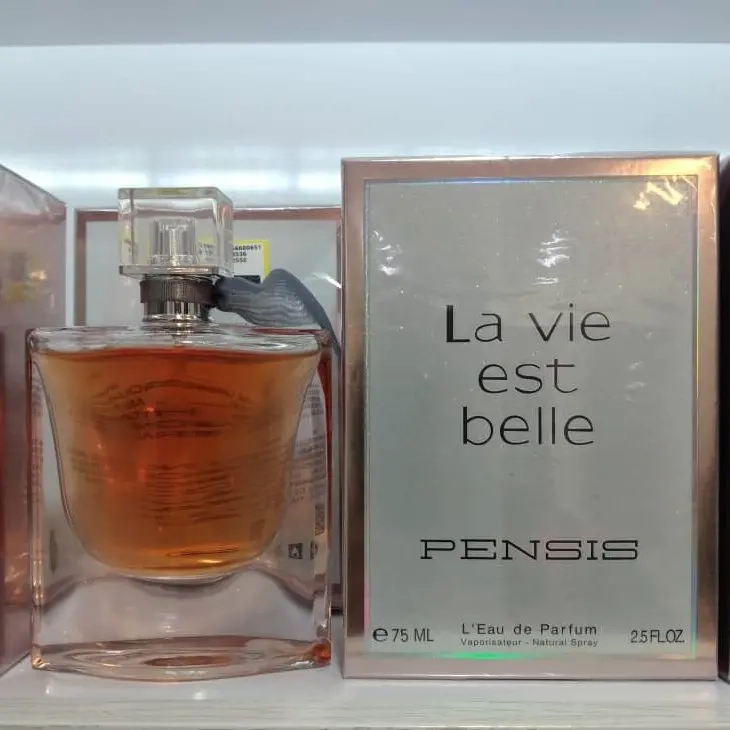 La vie
est
belle
PENSIS
e 75 ML
L'Eau de Parfum
Vaporisateur - Natural Spray
2.5 FL.OZ.